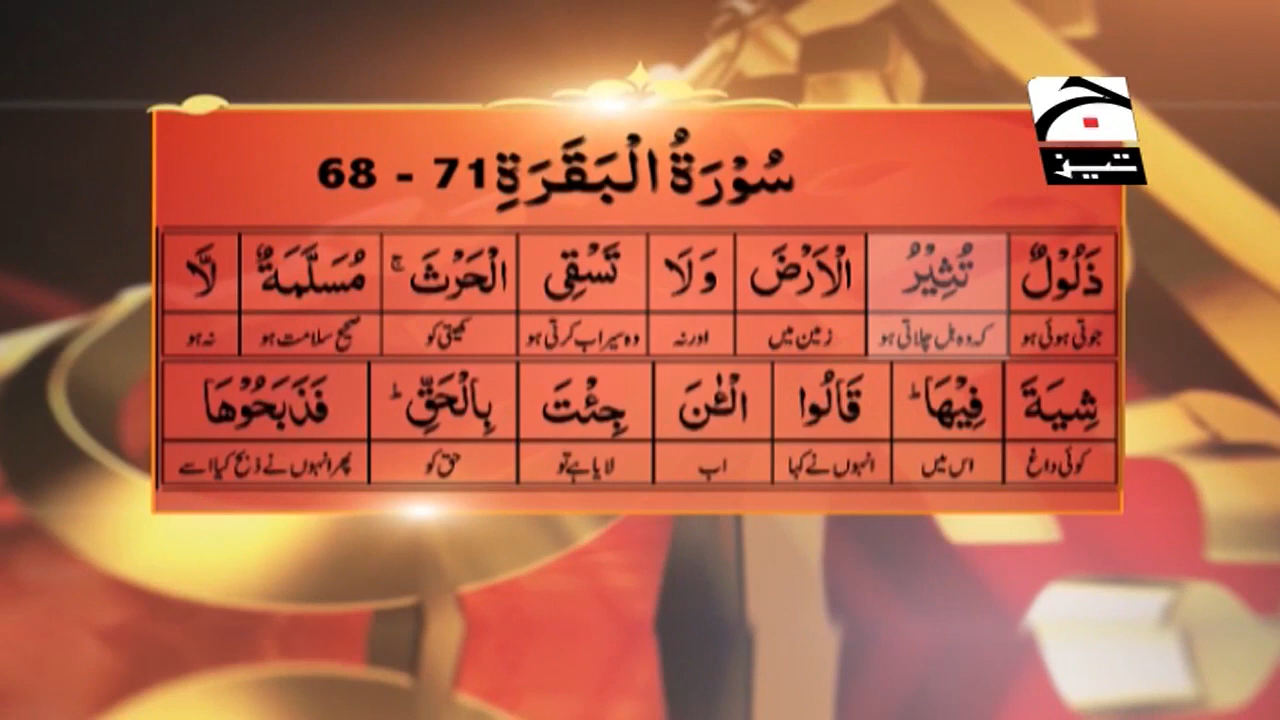 سُوْرَةُ الْبَقَرَةِ 71 - 68
تیز
ذَلُوْلٌ تُثِيْرُ الْاَرْضَ وَلَا تَسْقِى الْحَرْثَ ۚ مُسَلَّمَةٌ لَّا
جوتی ہوئی ہو کہ وہ ہل چلاتی ہو زمین میں اور نہ وہ سیراب کرتی ہو کھیتی کو صحیح سلامت ہو نہ ہو
شِيَةَ فِيْهَا ؕ قَالُوا الْـٰٔنَ جِئْتَ بِالْحَقِّ ؕ فَذَبَحُوْهَا
کوئی داغ اس میں انہوں نے کہا اب لایا ہے تو حق کو پھر انہوں نے ذبح کیا اسے